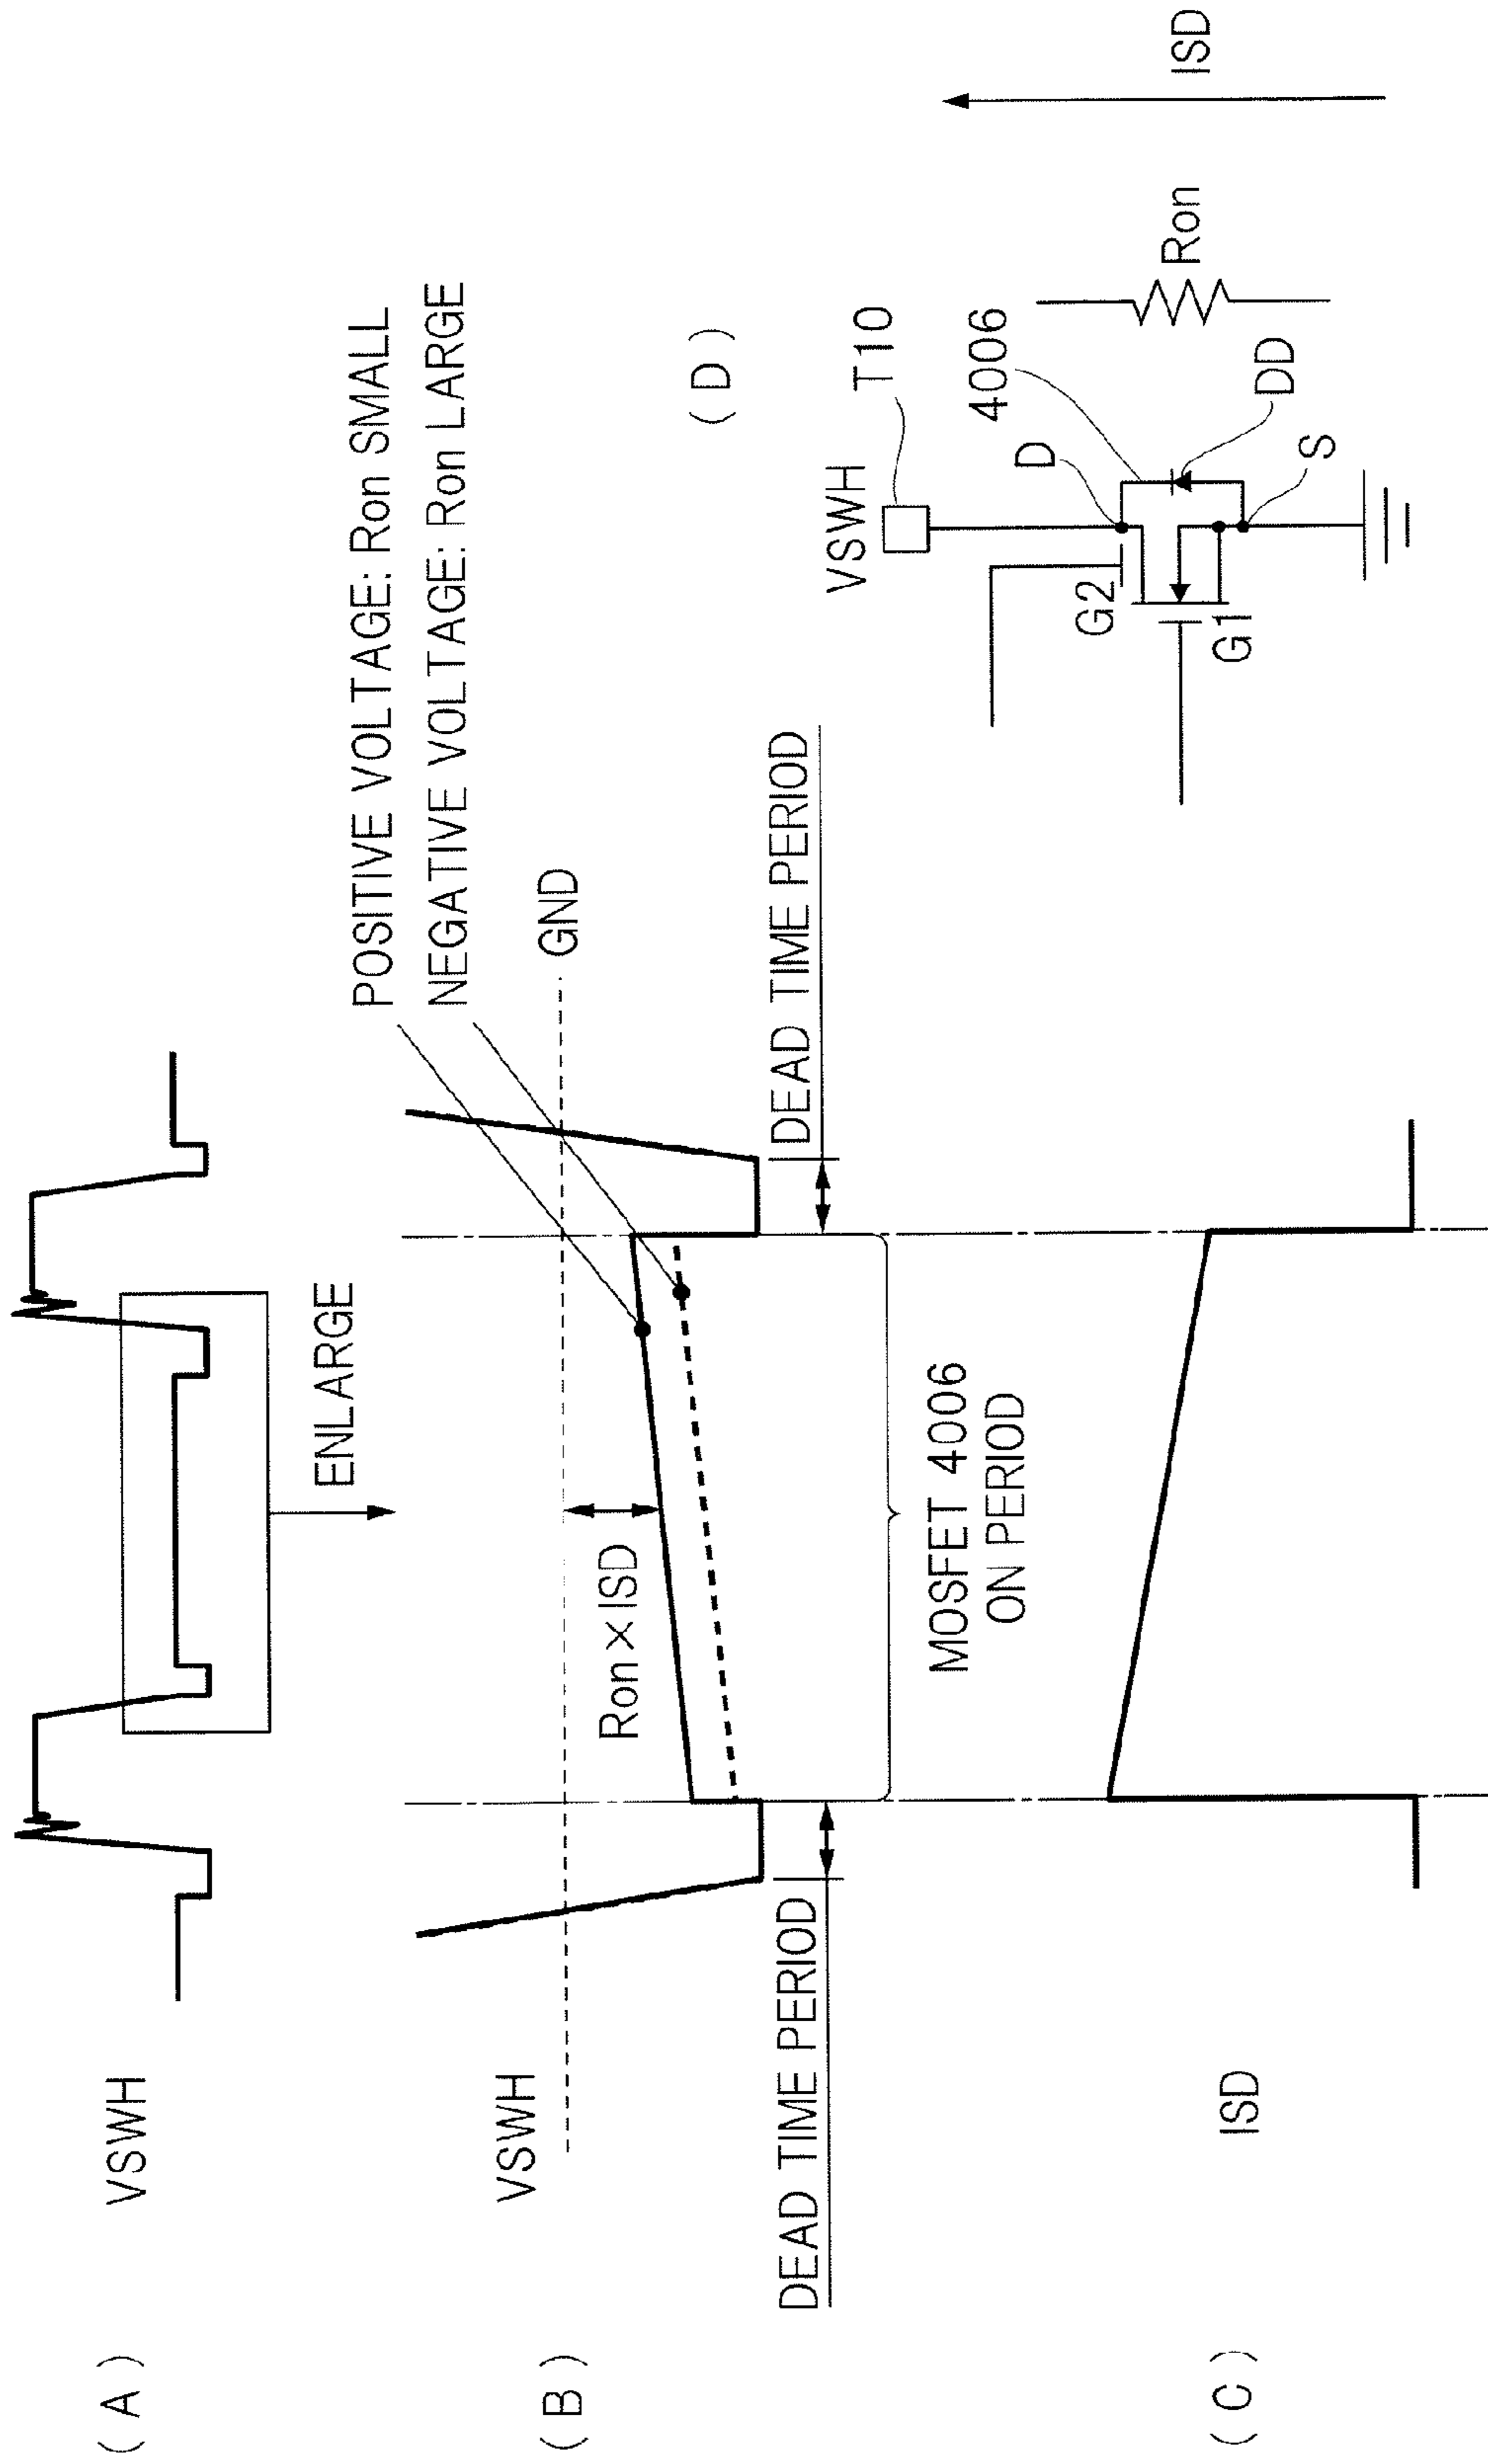 ( A )
VSWH
ENLARGE
POSITIVE VOLTAGE: Ron SMALL
NEGATIVE VOLTAGE: Ron LARGE
( B )
VSWH
GND
Ron×ISD
DEAD TIME PERIOD
DEAD TIME PERIOD
MOSFET 4006
ON PERIOD
( C )
ISD
( D )
VSWH
T10
D
4006
G2
G1
DD
S
Ron
ISD